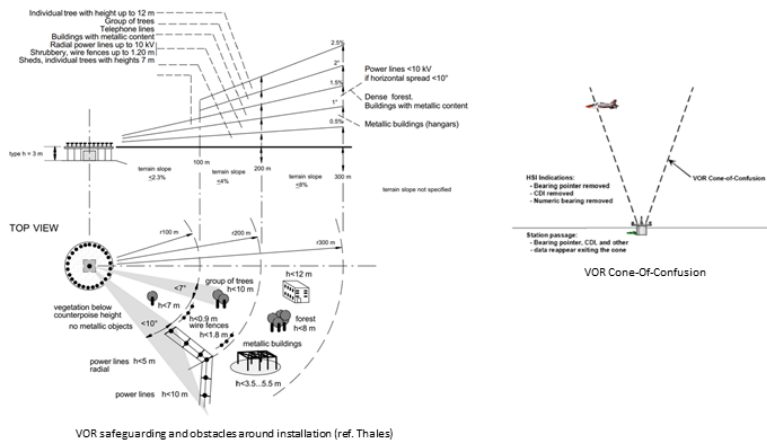 Individual tree with height up to 12 m
Group of trees
Telephone lines
Buildings with metallic content
Radial power lines up to 10 kV
Shrubbery, wire fences up to 1.20 m
Sheds, individual trees with heights 7 m
2.5%
2°
1.5%
1°
0.5%
Power lines <10 kV
if horizontal spread <10°
Dense forest.
Buildings with metallic content
Metallic buildings (hangars)
type h = 3 m
100 m
200 m
300 m
terrain slope
≤2.3%
terrain slope
≤4%
terrain slope
≤8%
terrain slope not specified
TOP VIEW
r100 m
r200 m
r300 m
<7°
group of trees
h<10 m
h<12 m
h<7 m
vegetation below
counterpoise height
no metallic objects
<10°
h<0.9 m
wire fences
h<1.8 m
forest
h<8 m
metallic buildings
power lines h<5 m
radial
h<3.5...5.5 m
power lines h<10 m
VOR safeguarding and obstacles around installation (ref. Thales)
HSI Indications:
- Bearing pointer removed
- CDI removed
- Numeric bearing removed
VOR Cone-of-Confusion
Station passage:
- Bearing pointer, CDI, and other
- data reappear exiting the cone
VOR Cone-Of-Confusion